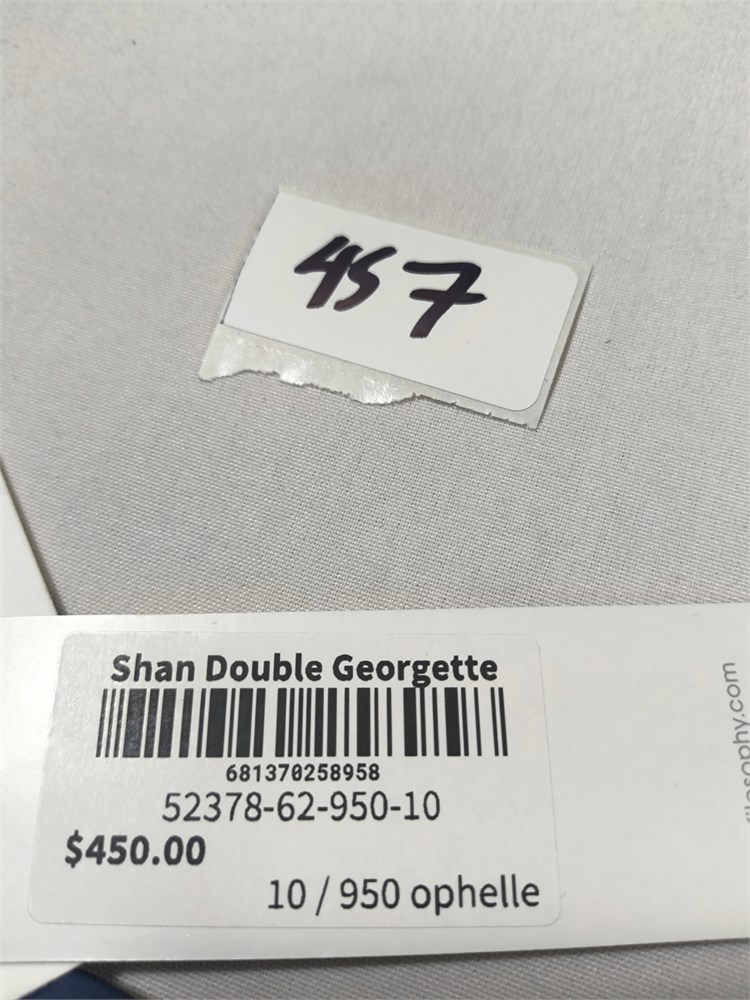 457
Shan Double Georgette
681370258958
52378-62-950-10
$450.00
10 / 950 ophelle